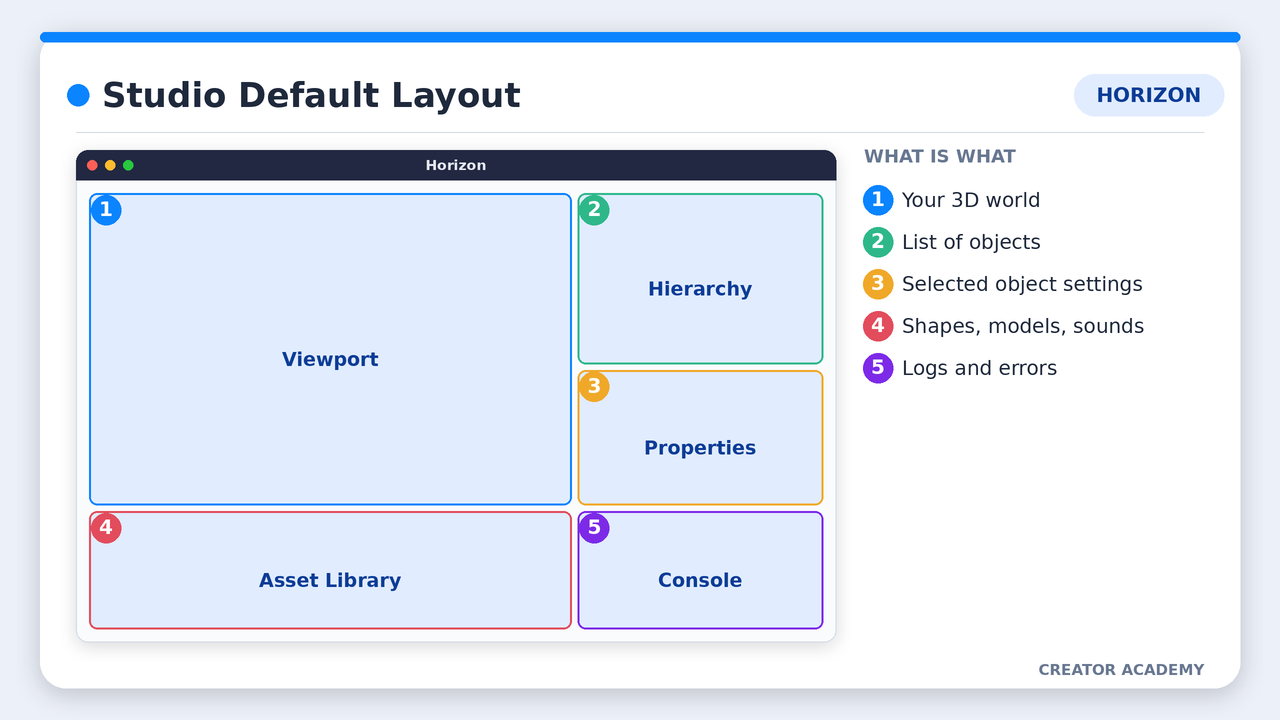 Studio Default Layout
HORIZON
Horizon
1
Viewport
2
Hierarchy
3
Properties
4
Asset Library
5
Console
WHAT IS WHAT
1 Your 3D world
2 List of objects
3 Selected object settings
4 Shapes, models, sounds
5 Logs and errors
CREATOR ACADEMY